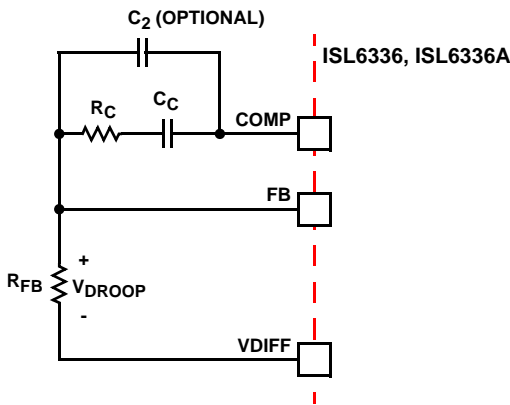 C2 (OPTIONAL)
ISL6336, ISL6336A
RC
CC
COMP
FB
+
RFB
VDROOP
-
VDIFF